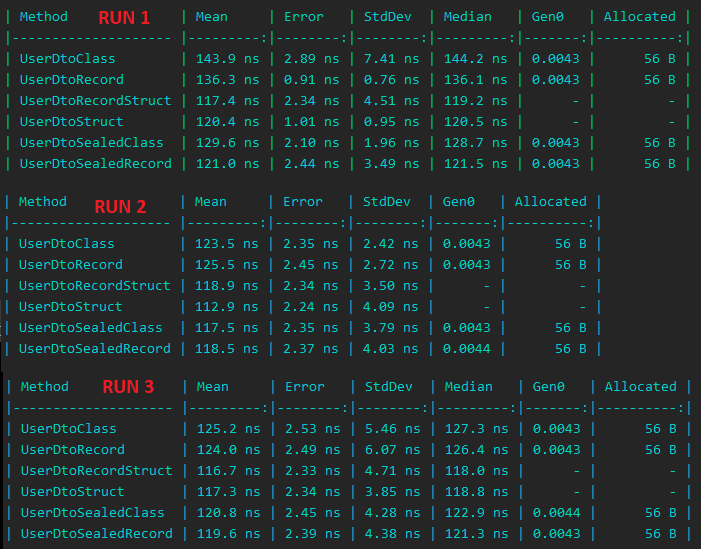 | Method RUN 1 | Mean | Error | StdDev | Median | Gen0 | Allocated |
|-------------------- |---------:|--------:|--------:|---------:|-------:|----------:|
| UserDtoClass | 143.9 ns | 2.89 ns | 7.41 ns | 144.2 ns | 0.0043 | 56 B |
| UserDtoRecord | 136.3 ns | 0.91 ns | 0.76 ns | 136.1 ns | 0.0043 | 56 B |
| UserDtoRecordStruct | 117.4 ns | 2.34 ns | 4.51 ns | 119.2 ns | - | - |
| UserDtoStruct | 120.4 ns | 1.01 ns | 0.95 ns | 120.5 ns | - | - |
| UserDtoSealedClass | 129.6 ns | 2.10 ns | 1.96 ns | 128.7 ns | 0.0043 | 56 B |
| UserDtoSealedRecord | 121.0 ns | 2.44 ns | 3.49 ns | 121.5 ns | 0.0043 | 56 B |
| Method RUN 2 | Mean | Error | StdDev | Gen0 | Allocated |
|-------------------- |---------:|--------:|--------:|-------:|----------:|
| UserDtoClass | 123.5 ns | 2.35 ns | 2.42 ns | 0.0043 | 56 B |
| UserDtoRecord | 125.5 ns | 2.45 ns | 2.72 ns | 0.0043 | 56 B |
| UserDtoRecordStruct | 118.9 ns | 2.34 ns | 3.50 ns | - | - |
| UserDtoStruct | 112.9 ns | 2.24 ns | 4.09 ns | - | - |
| UserDtoSealedClass | 117.5 ns | 2.35 ns | 3.79 ns | 0.0043 | 56 B |
| UserDtoSealedRecord | 118.5 ns | 2.37 ns | 4.03 ns | 0.0044 | 56 B |
| Method RUN 3 | Mean | Error | StdDev | Median | Gen0 | Allocated |
|-------------------- |---------:|--------:|--------:|---------:|-------:|----------:|
| UserDtoClass | 125.2 ns | 2.53 ns | 5.46 ns | 127.3 ns | 0.0043 | 56 B |
| UserDtoRecord | 124.0 ns | 2.49 ns | 6.07 ns | 126.4 ns | 0.0043 | 56 B |
| UserDtoRecordStruct | 116.7 ns | 2.33 ns | 4.71 ns | 118.0 ns | - | - |
| UserDtoStruct | 117.3 ns | 2.34 ns | 3.85 ns | 118.8 ns | - | - |
| UserDtoSealedClass | 120.8 ns | 2.45 ns | 4.28 ns | 122.9 ns | 0.0044 | 56 B |
| UserDtoSealedRecord | 119.6 ns | 2.39 ns | 4.38 ns | 121.3 ns | 0.0043 | 56 B |